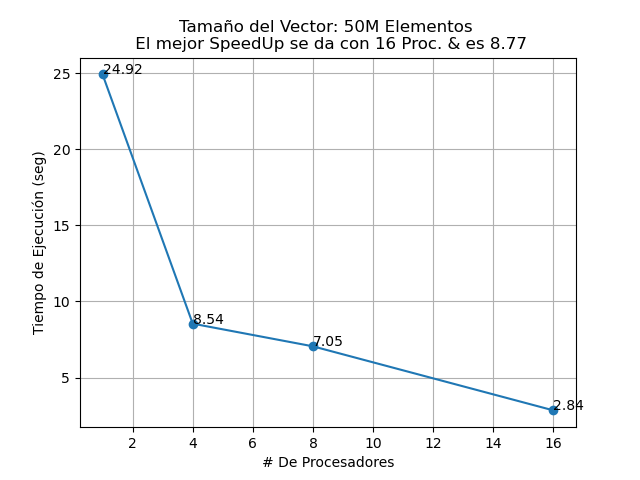 Tamaño del Vector: 50M Elementos
El mejor SpeedUp se da con 16 Proc. & es 8.77
Tiempo de Ejecución (seg)
25
20
15
10
5
24.92
8.54
7.05
2.84
2 4 6 8 10 12 14 16
# De Procesadores